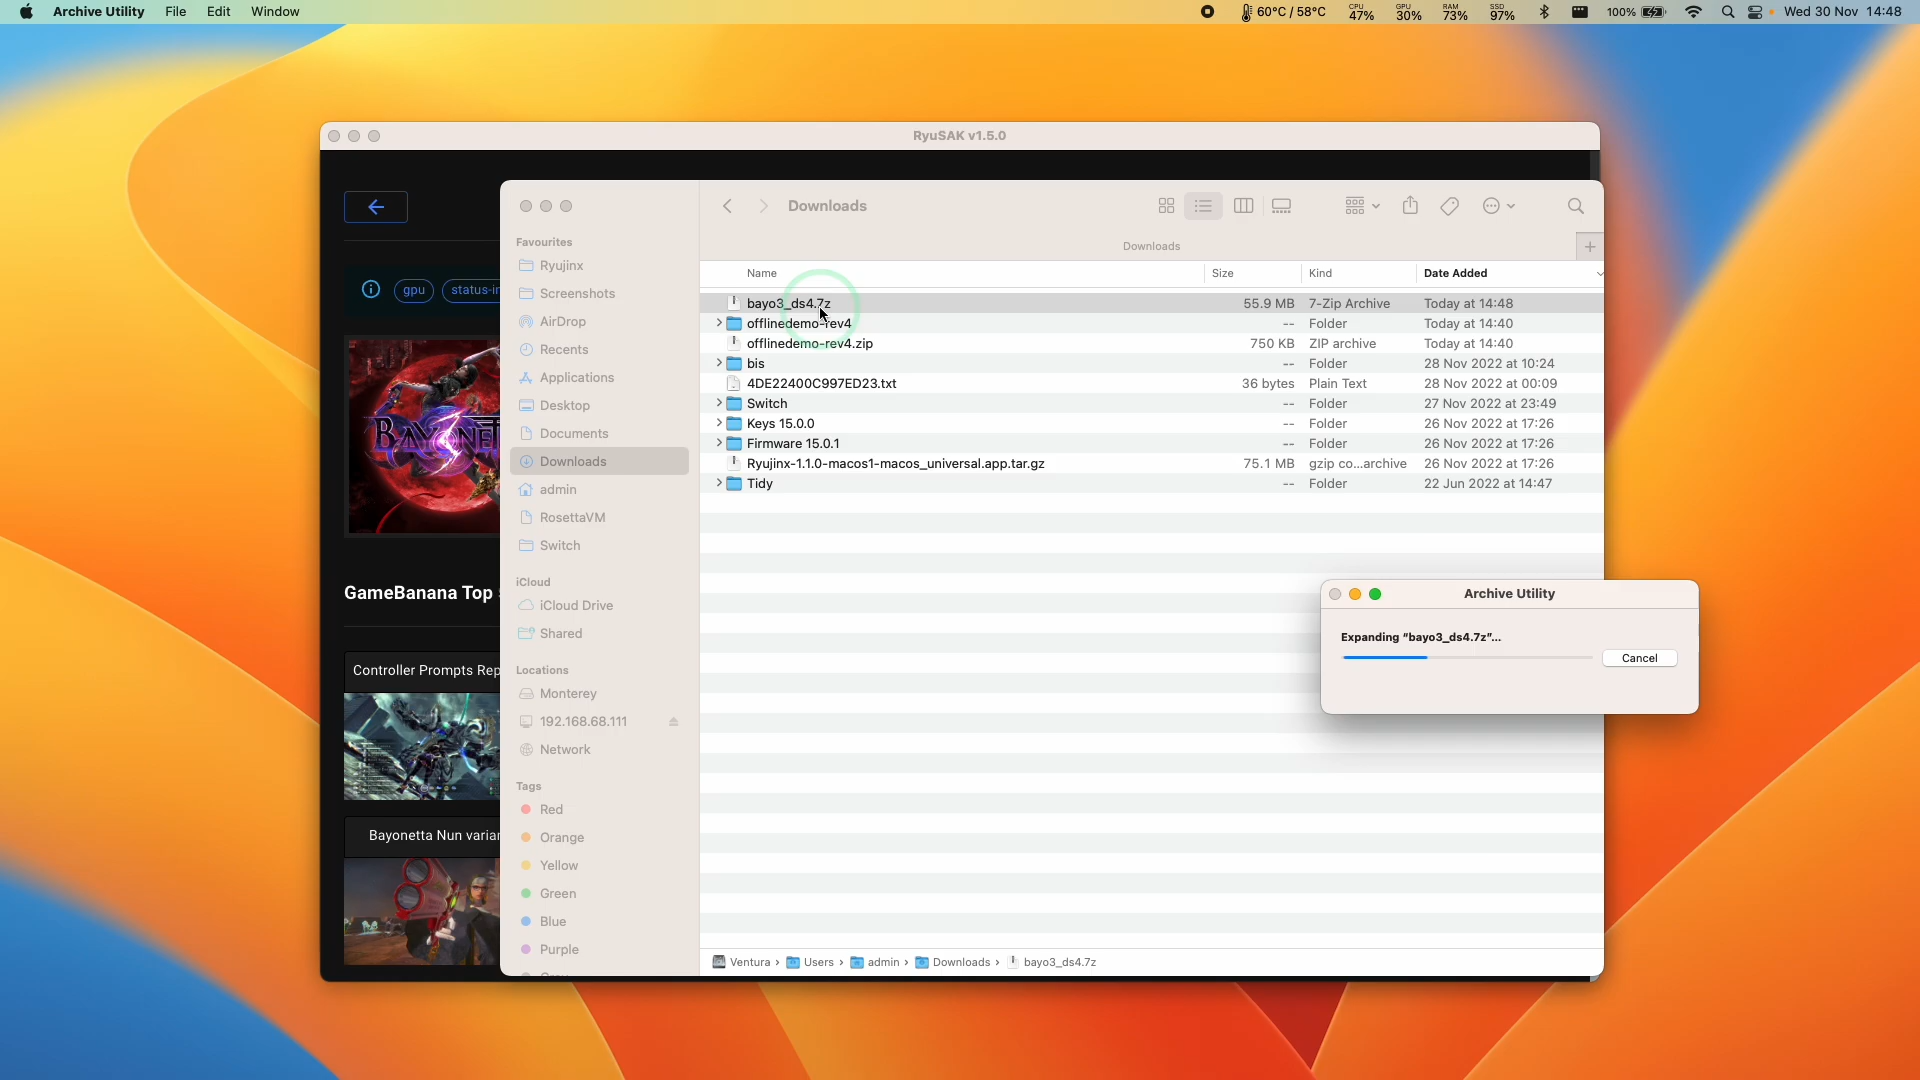 Archive Utility File Edit Window
60°C / 58°C CPU 47% GPU 30% RAM 73% SSD 97% 100% Wed 30 Nov 14:48
RyuSAK v1.5.0
gpu
BAYONET
GameBanana Top
Controller Prompts Rep
Bayonetta Nun varian
Favourites
Ryujinx
Screenshots
AirDrop
Recents
Applications
Desktop
Documents
Downloads
admin
RosettaVM
Switch
iCloud
iCloud Drive
Shared
Locations
Monterey
192.168.68.111
Network
Tags
Red
Orange
Yellow
Green
Blue
Purple
Downloads
Downloads
Name Size Kind Date Added
bayo3_ds4.7z 55.9 MB 7-Zip Archive Today at 14:48
offlinedemo-rev4 -- Folder Today at 14:40
offlinedemo-rev4.zip 750 KB ZIP archive Today at 14:40
bis -- Folder 28 Nov 2022 at 10:24
4DE22400C997ED23.txt 36 bytes Plain Text 28 Nov 2022 at 00:09
Switch -- Folder 27 Nov 2022 at 23:49
Keys 15.0.0 -- Folder 26 Nov 2022 at 17:26
Firmware 15.0.1 -- Folder 26 Nov 2022 at 17:26
Ryujinx-1.1.0-macos1-macos_universal.app.tar.gz 75.1 MB gzip co...archive 26 Nov 2022 at 17:26
Tidy -- Folder 22 Jun 2022 at 14:47
Ventura › Users › admin › Downloads › bayo3_ds4.7z
Archive Utility
Expanding “bayo3_ds4.7z”...
Cancel